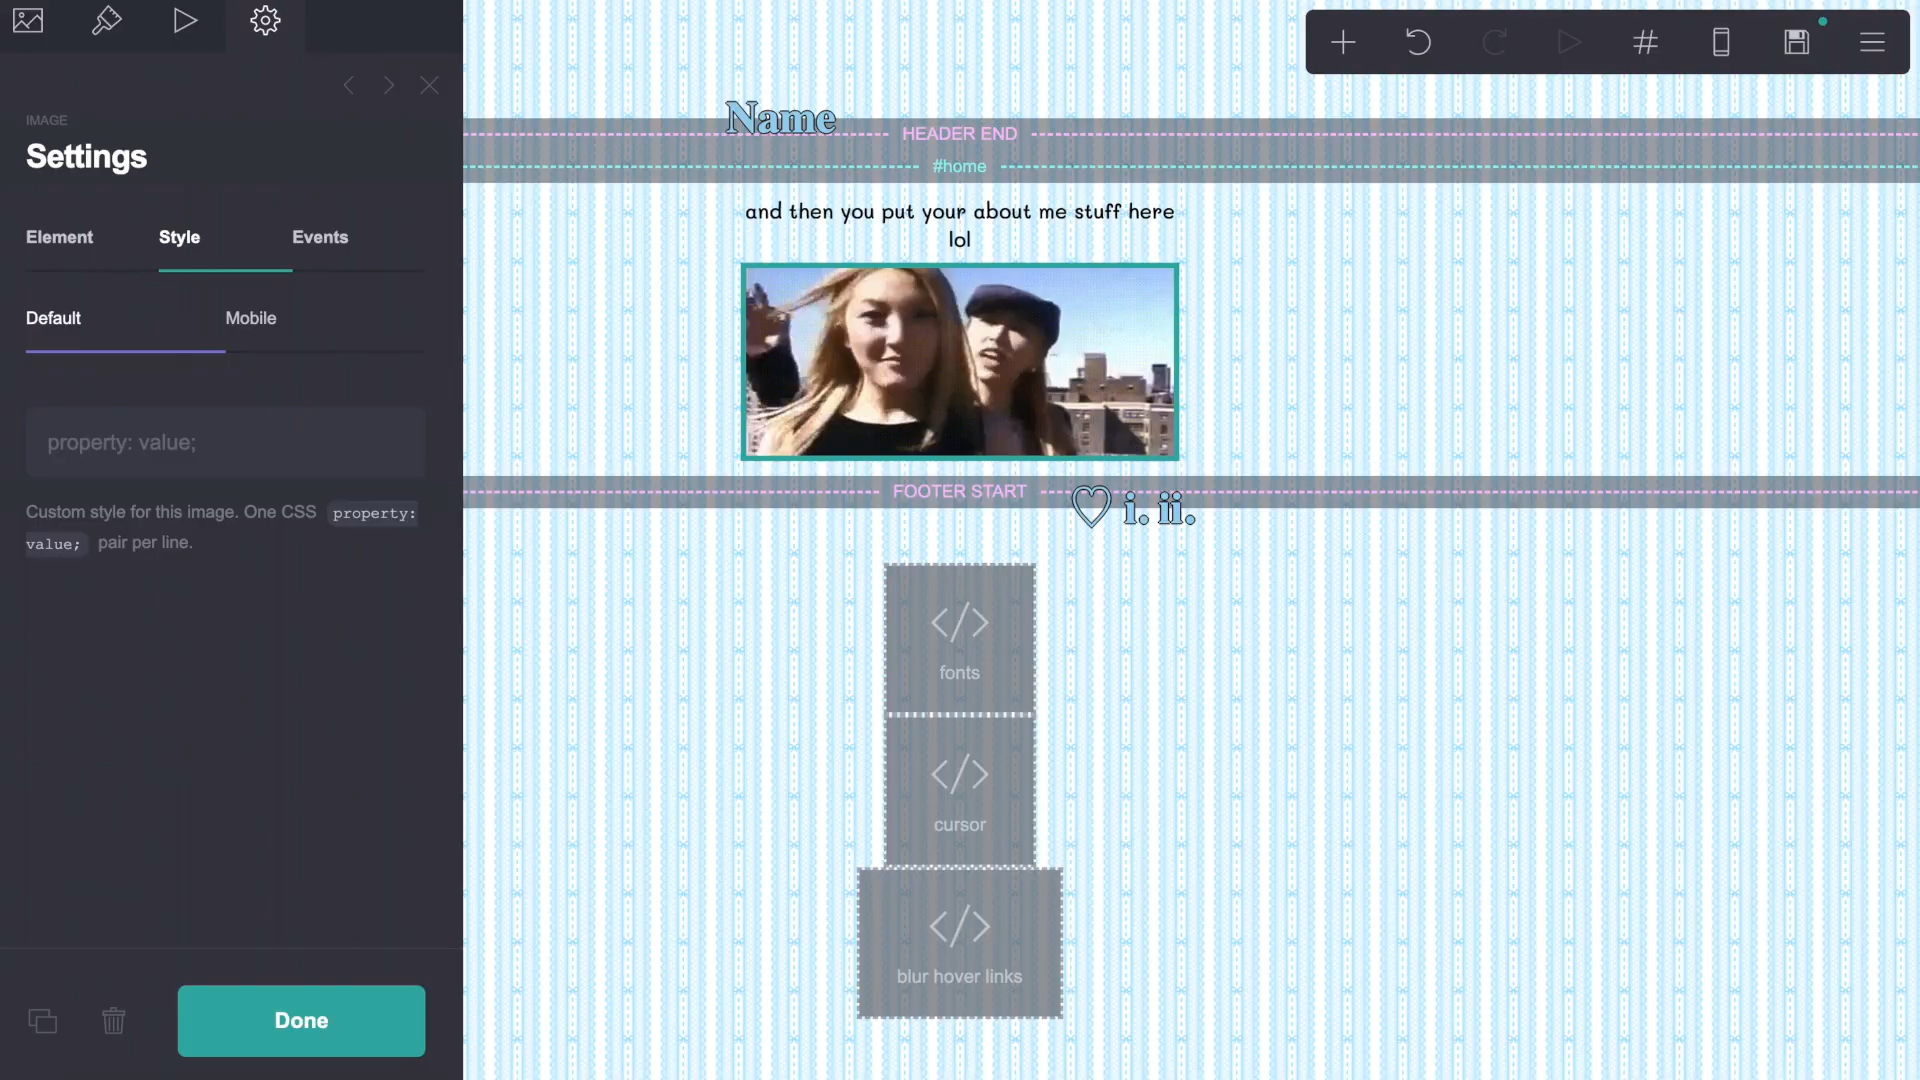 IMAGE
Settings
Element Style Events
Default Mobile
property: value;
Custom style for this image. One CSS property:
value; pair per line.
Done
Name
HEADER END
#home
and then you put your about me stuff here
lol
FOOTER START
♡ i. ii.
</>
fonts
</>
cursor
</>
blur hover links